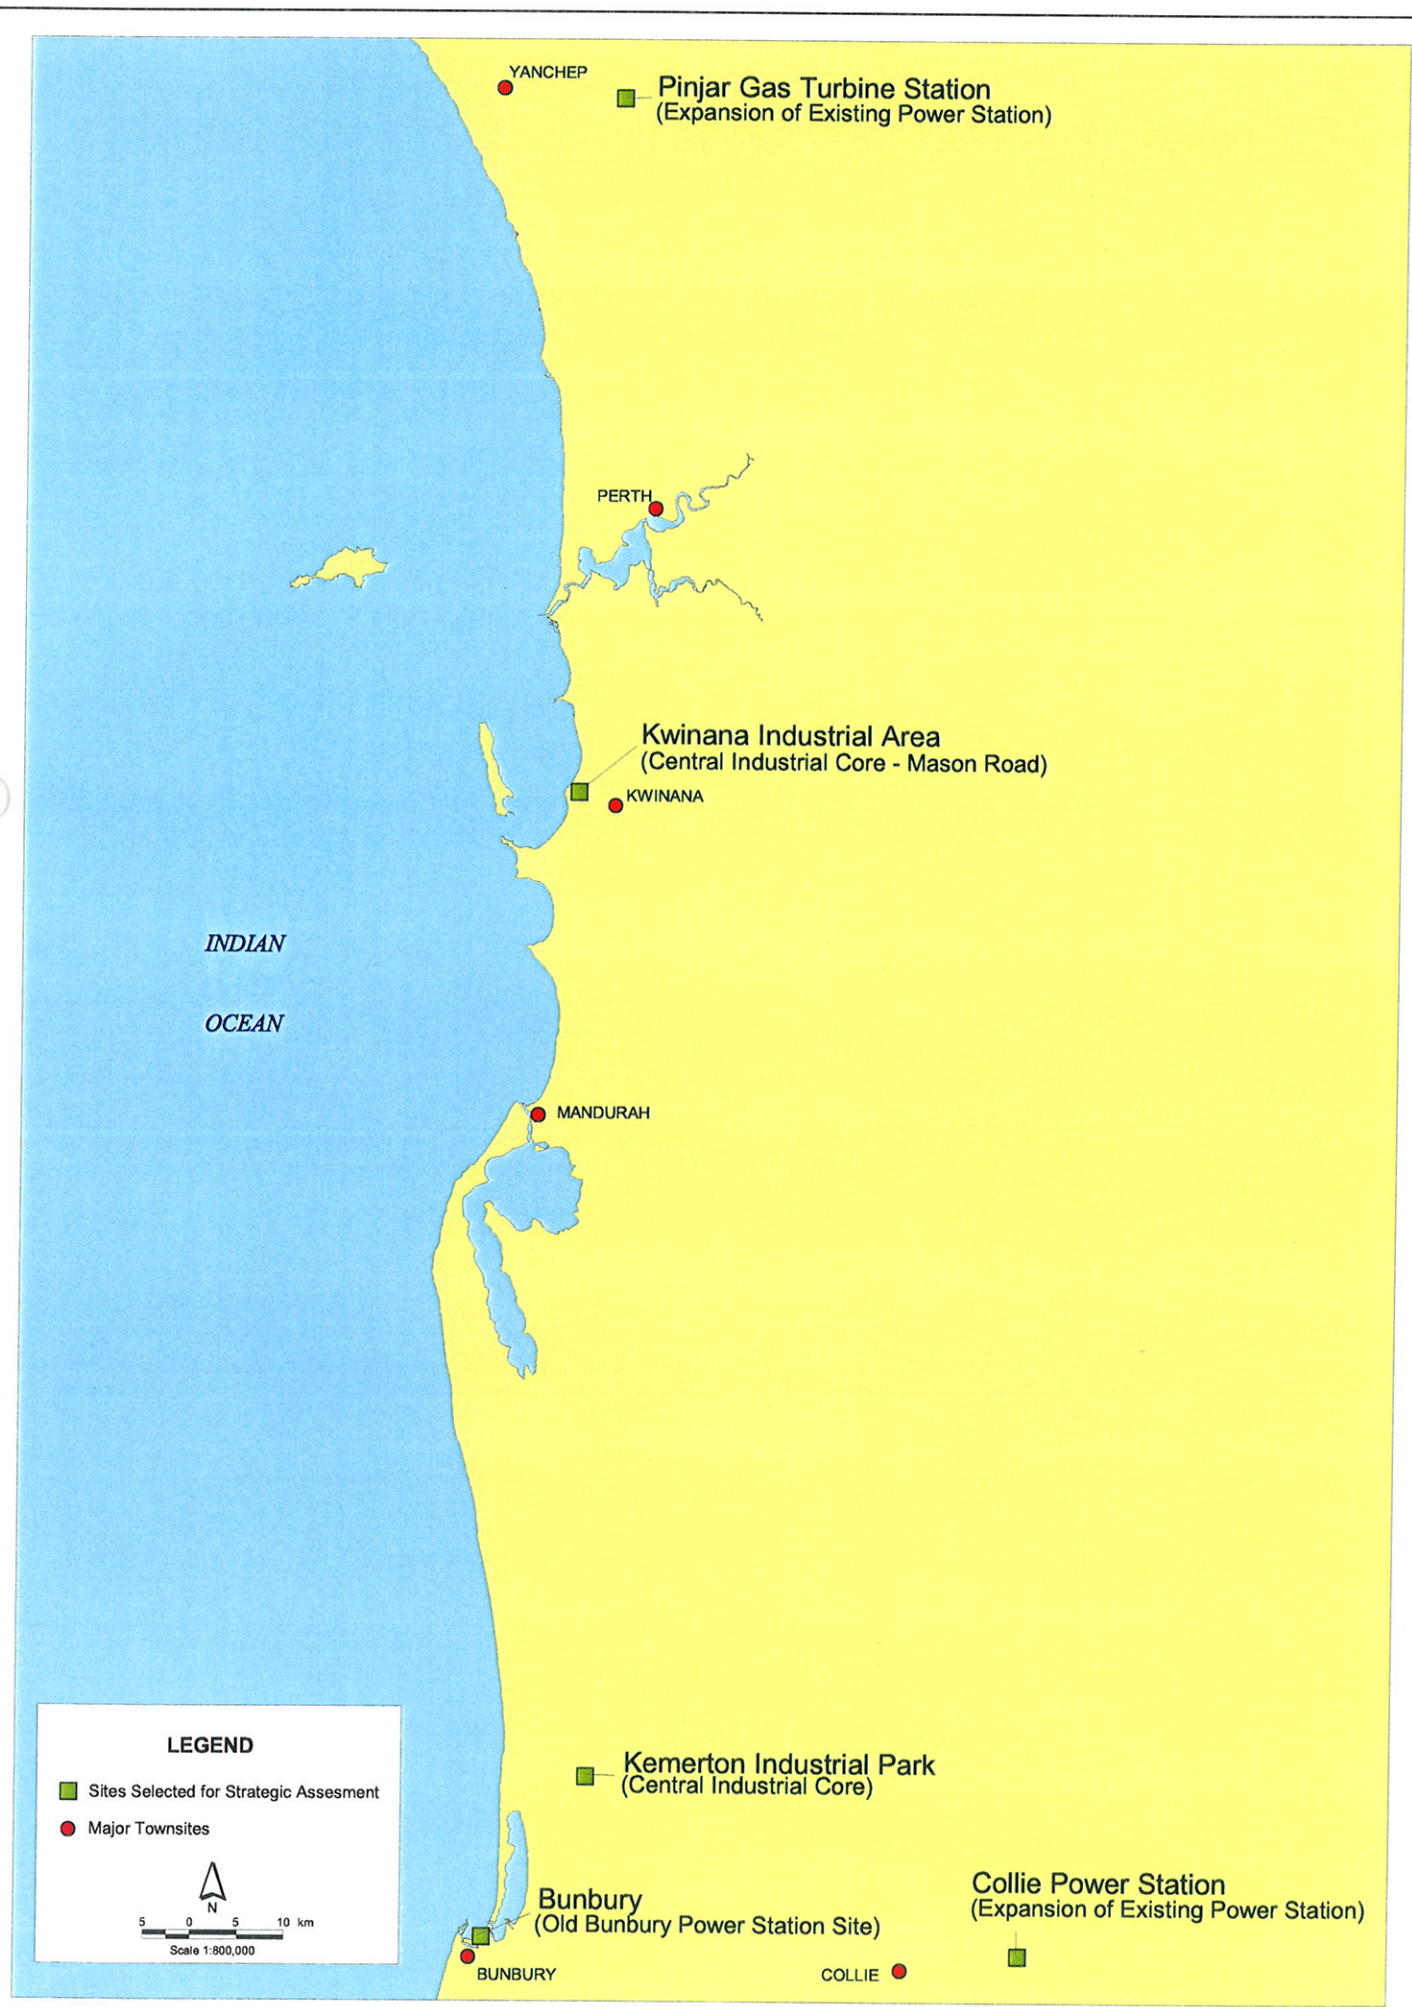 YANCHEP
Pinjar Gas Turbine Station
(Expansion of Existing Power Station)
PERTH
Kwinana Industrial Area
(Central Industrial Core - Mason Road)
KWINANA
INDIAN
OCEAN
MANDURAH
LEGEND
Sites Selected for Strategic Assesment
Major Townsites
N
5 0 5 10 km
Scale 1:800,000
Kemerton Industrial Park
(Central Industrial Core)
Bunbury
(Old Bunbury Power Station Site)
BUNBURY
Collie Power Station
(Expansion of Existing Power Station)
COLLIE